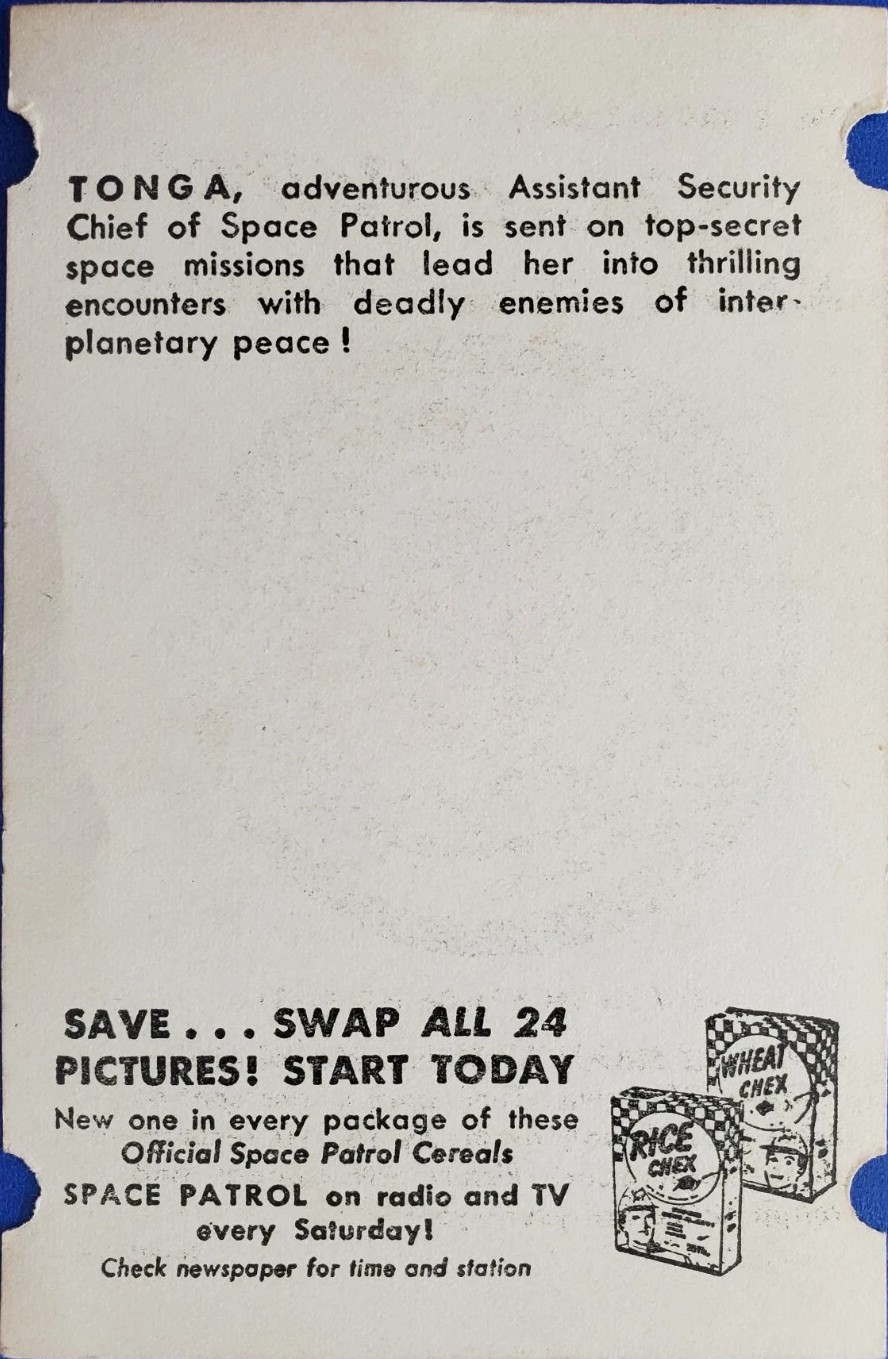 TONGA, adventurous Assistant Security
Chief of Space Patrol, is sent on top-secret
space missions that lead her into thrilling
encounters with deadly enemies of inter-
planetary peace !
SAVE . . . SWAP ALL 24
PICTURES! START TODAY
New one in every package of these
Official Space Patrol Cereals
SPACE PATROL on radio and TV
every Saturday!
Check newspaper for time and station
WHEAT
CHEX
RICE
CHEX